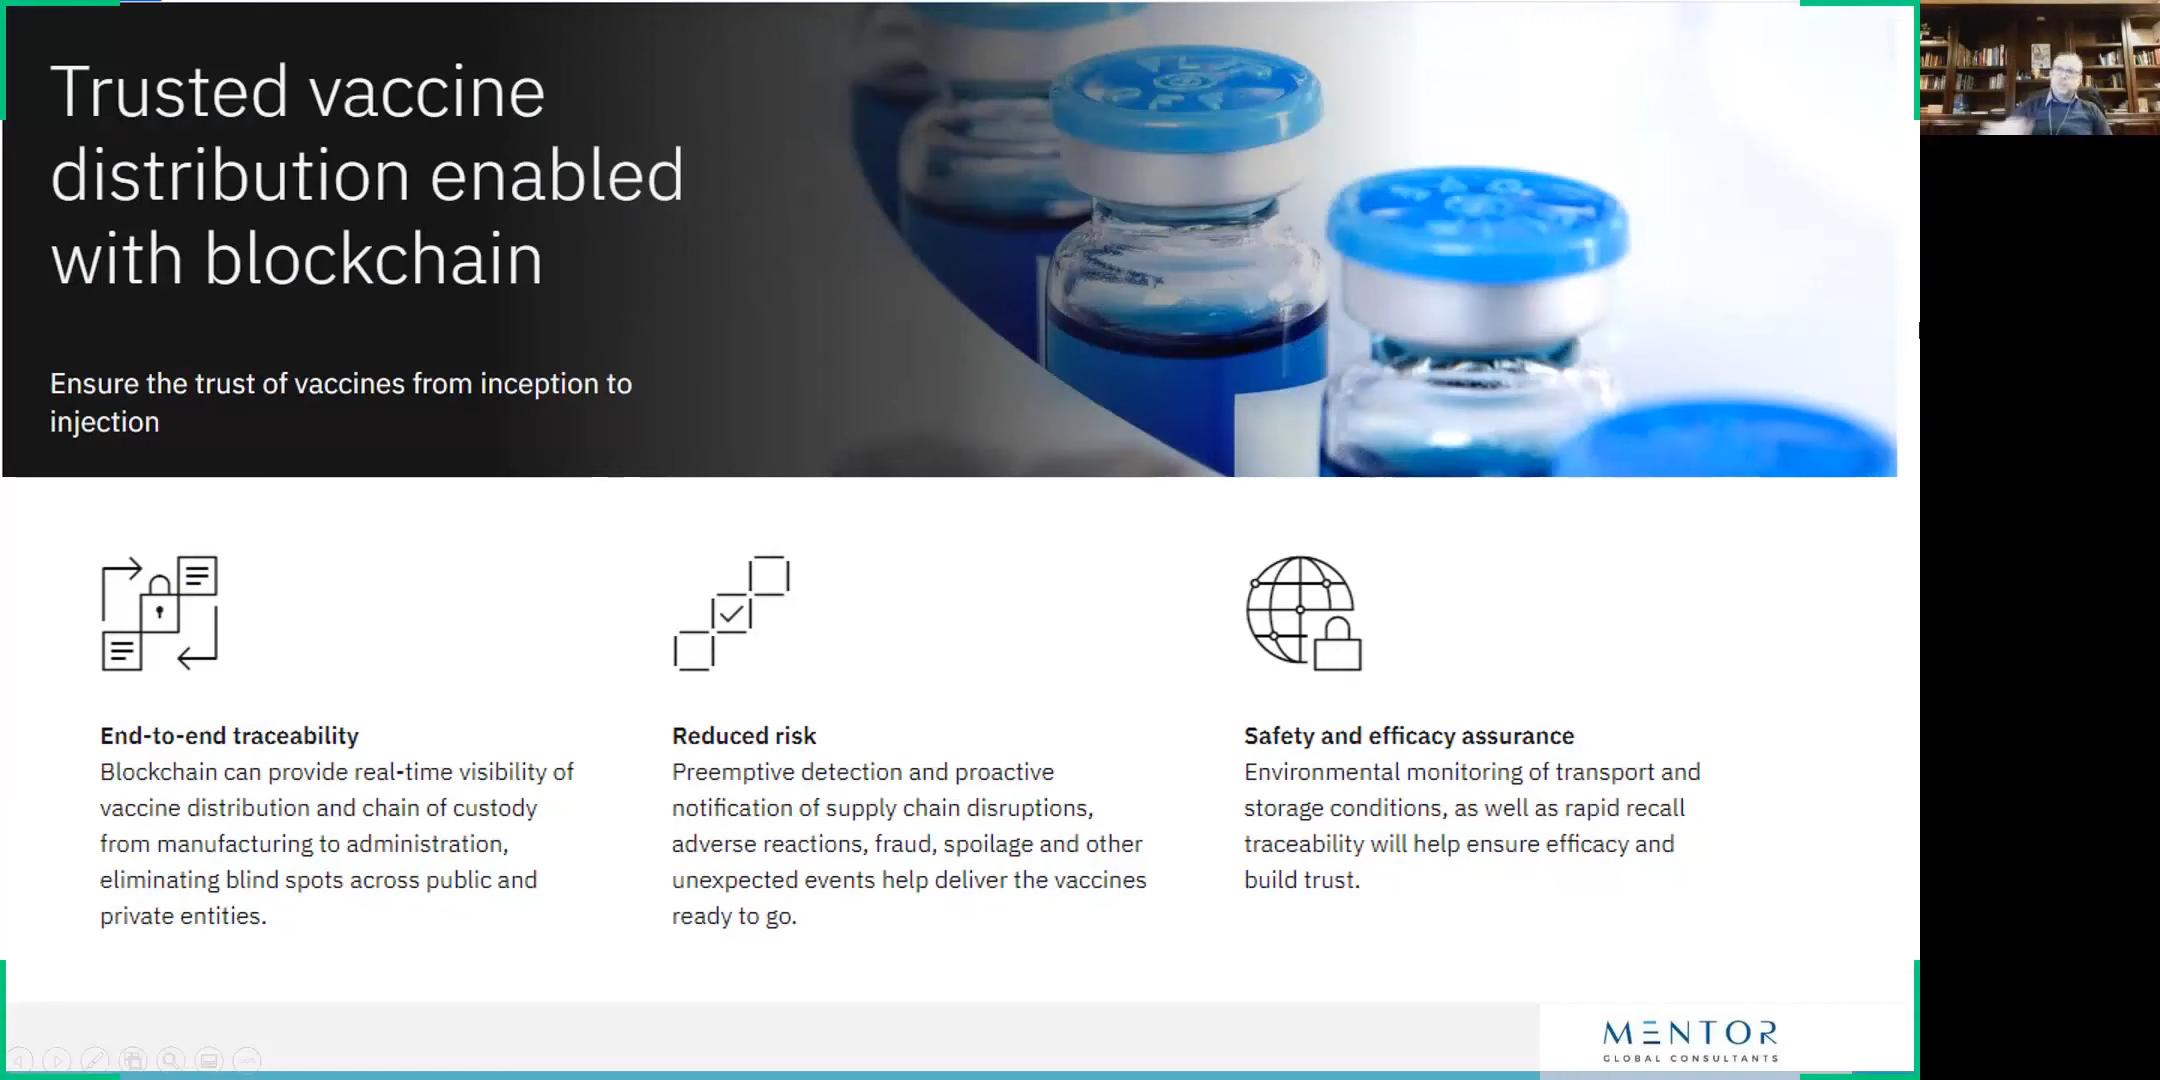 Trusted vaccine
distribution enabled
with blockchain
Ensure the trust of vaccines from inception to
injection
End-to-end traceability
Blockchain can provide real-time visibility of
vaccine distribution and chain of custody
from manufacturing to administration,
eliminating blind spots across public and
private entities.
Reduced risk
Preemptive detection and proactive
notification of supply chain disruptions,
adverse reactions, fraud, spoilage and other
unexpected events help deliver the vaccines
ready to go.
Safety and efficacy assurance
Environmental monitoring of transport and
storage conditions, as well as rapid recall
traceability will help ensure efficacy and
build trust.
MENTOR
GLOBAL CONSULTANTS